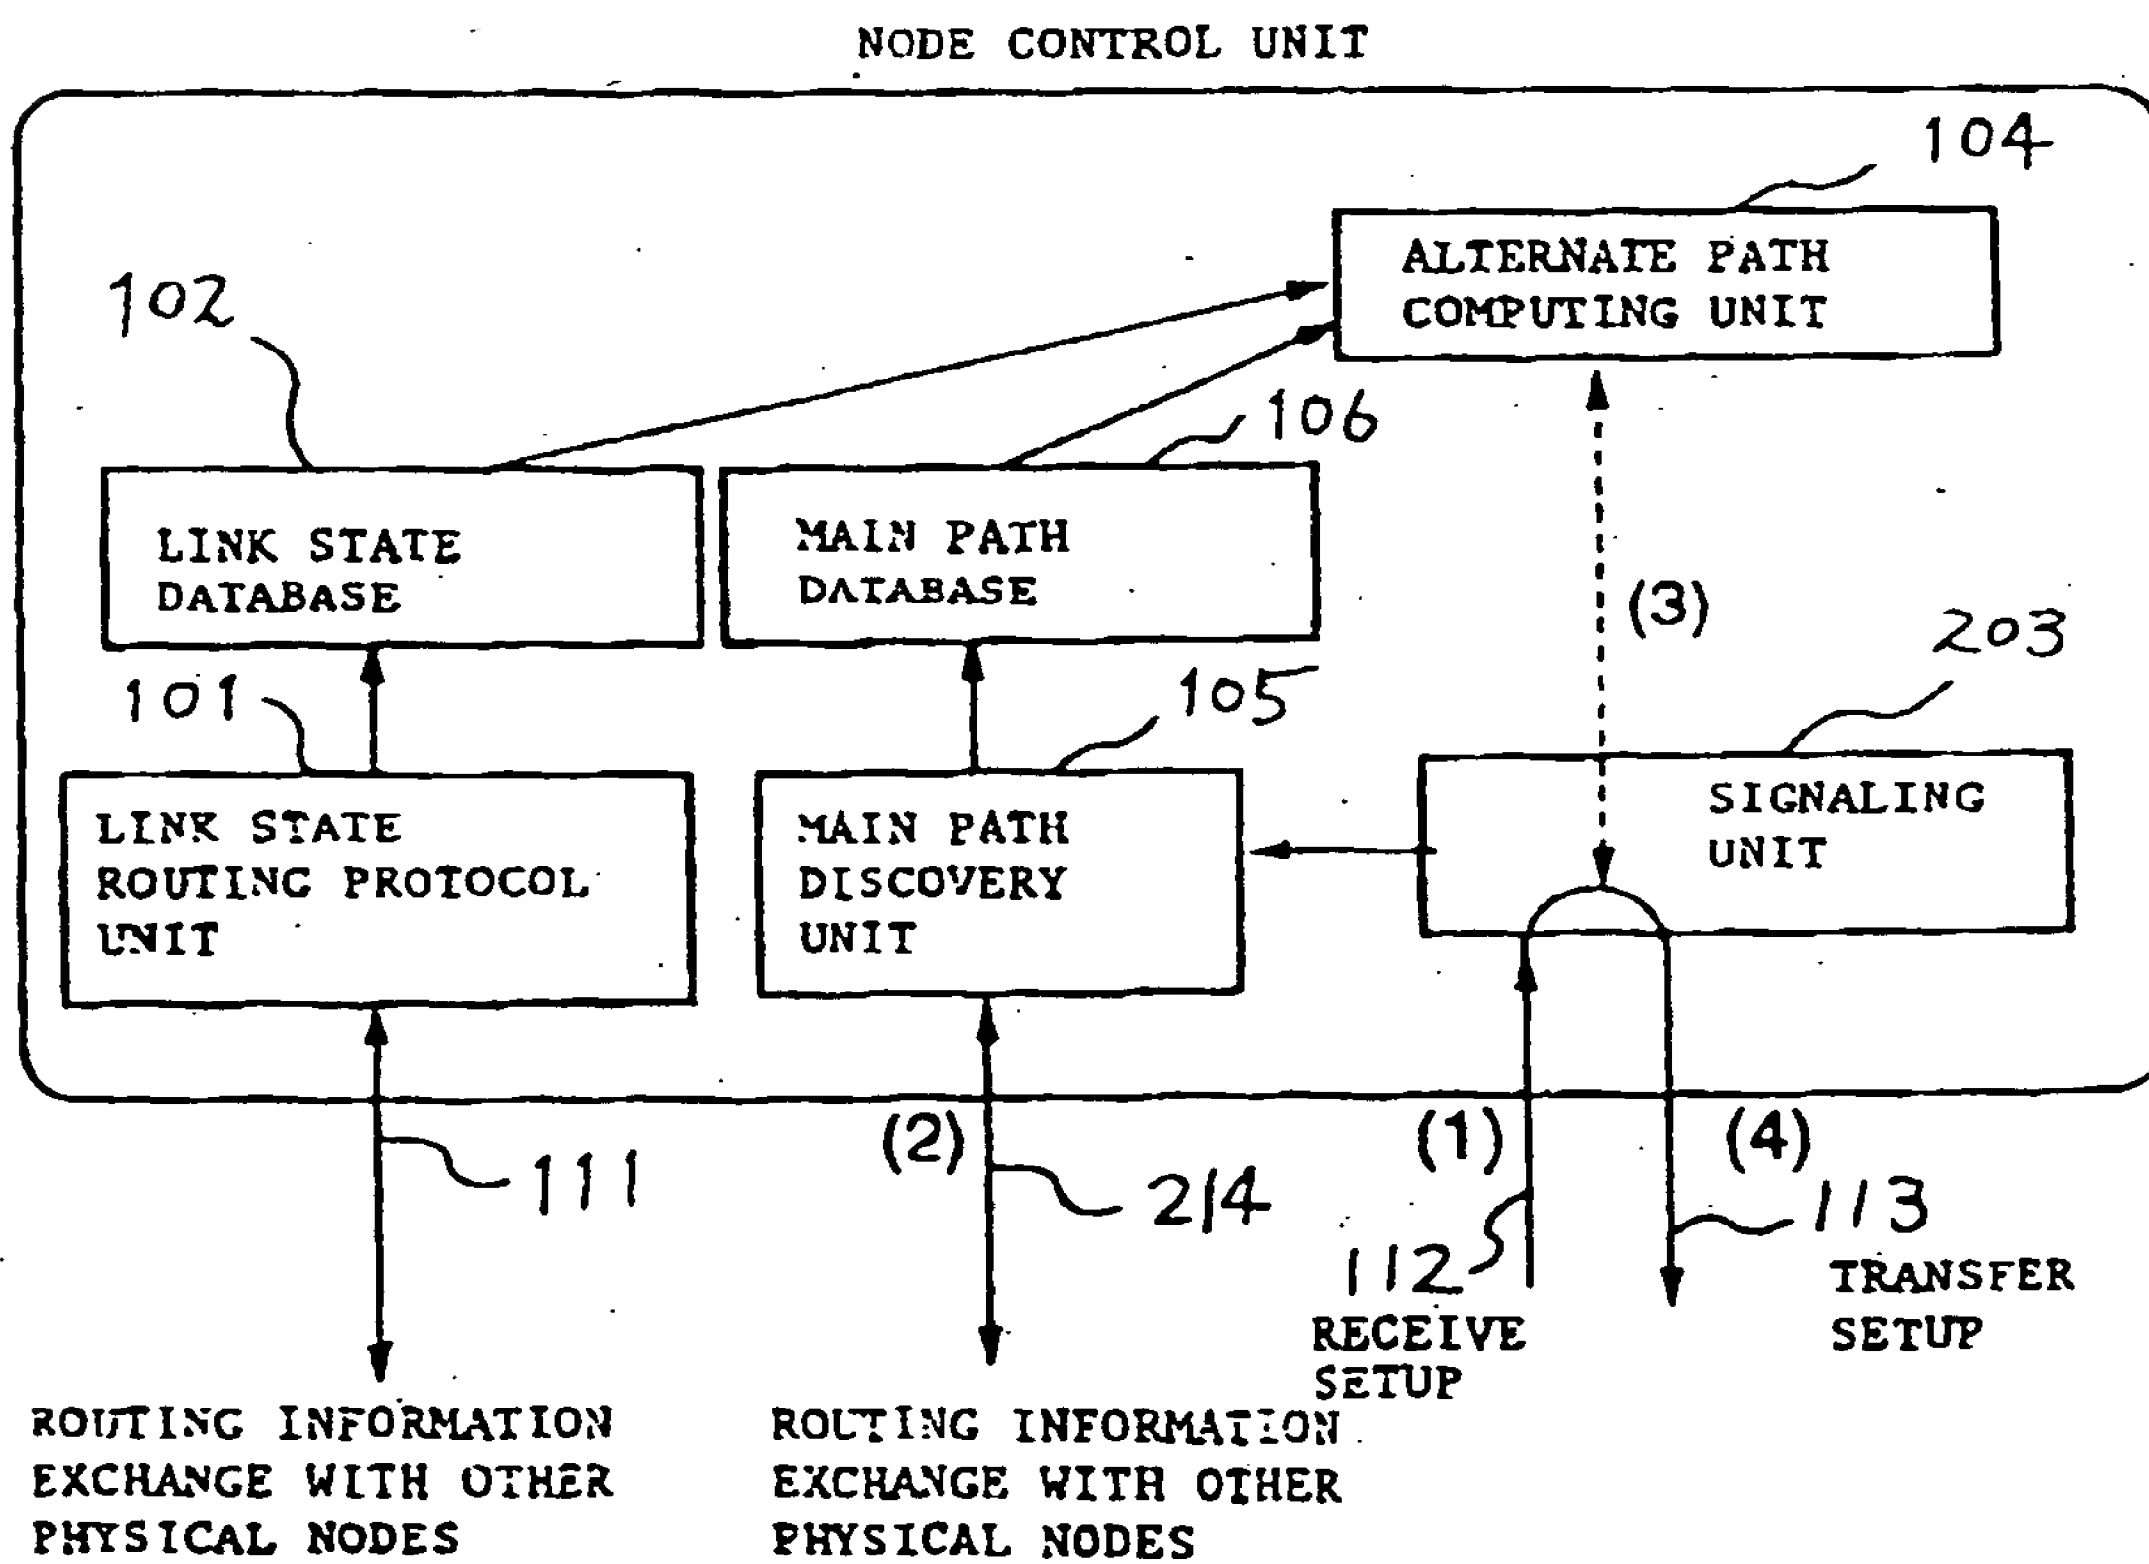 NODE CONTROL UNIT
104
ALTERNATE PATH
COMPUTING UNIT
102
106
LINK STATE
DATABASE
MAIN PATH
DATABASE
(3)
203
101
105
LINK STATE
ROUTING PROTOCOL
UNIT
MAIN PATH
DISCOVERY
UNIT
SIGNALING
UNIT
(2)
(1)
(4)
111
214
112
RECEIVE
SETUP
113
TRANSFER
SETUP
ROUTING INFORMATION
EXCHANGE WITH OTHER
PHYSICAL NODES
ROUTING INFORMATION
EXCHANGE WITH OTHER
PHYSICAL NODES